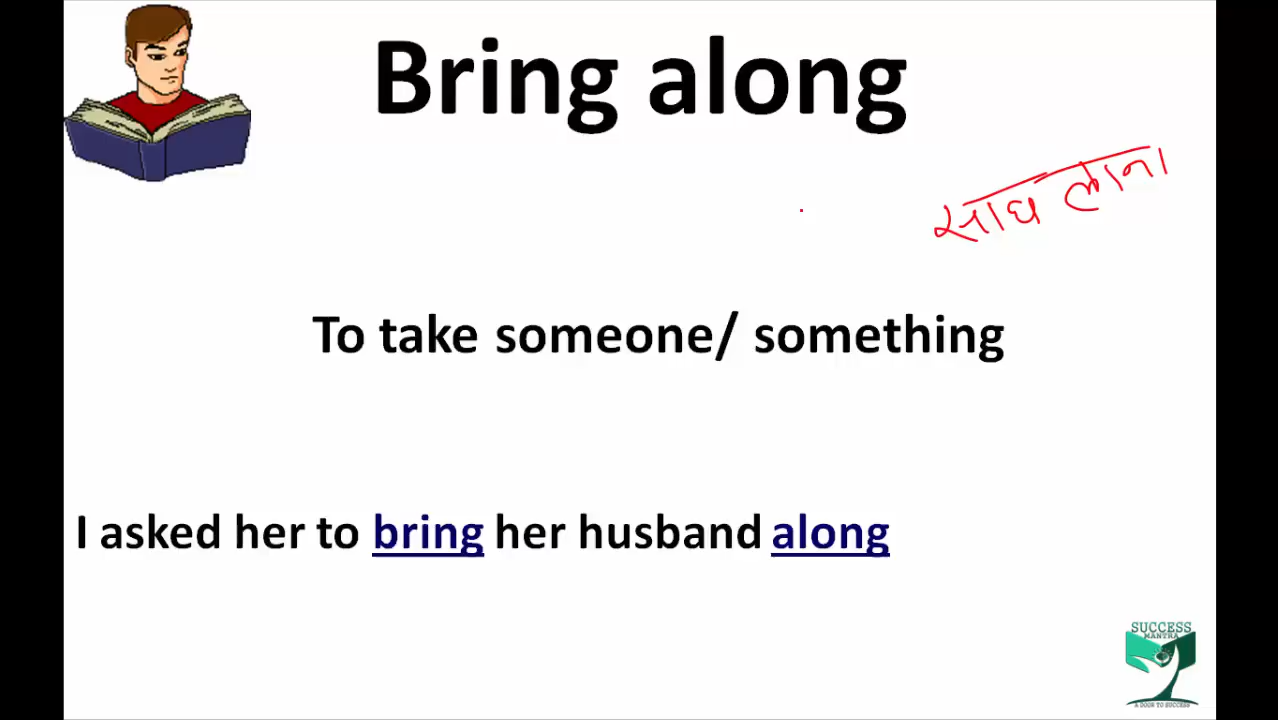 Bring along
साथ लाना
To take someone/ something
I asked her to bring her husband along
SUCCESS
MANTRA
A DOOR TO SUCCESS